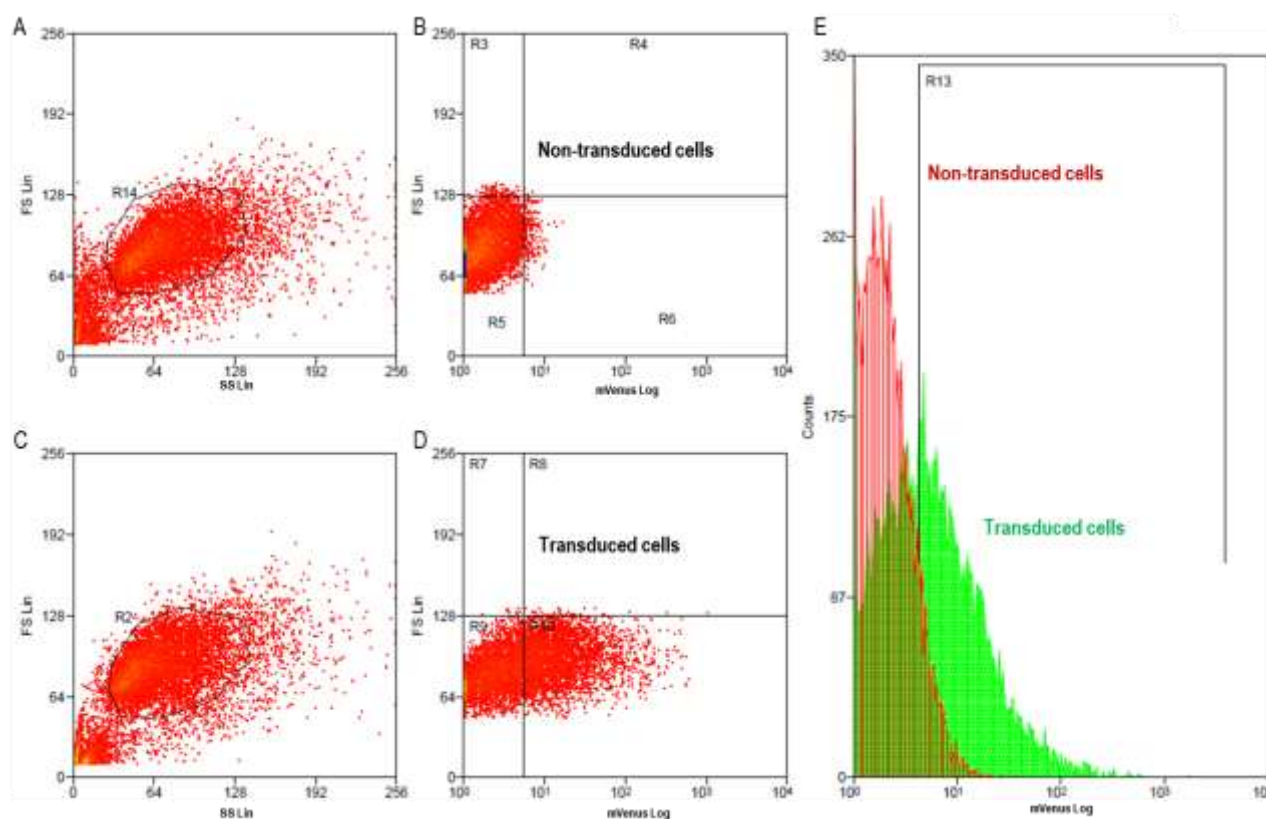 A
256
192
128
64
0
FS Lin
R14
0 64 128 192 256
SS Lin
B
256
192
128
64
0
FS Lin
R3 R4
Non-transduced cells
R5 R6
10⁰ 10¹ 10² 10³ 10⁴
mVenus Log
C
256
192
128
64
0
FS Lin
R2
0 64 128 192 256
SS Lin
D
256
192
128
64
0
FS Lin
R7 R8
Transduced cells
R9
10⁰ 10¹ 10² 10³ 10⁴
mVenus Log
E
350
262
175
87
0
Counts
R13
Non-transduced cells
Transduced cells
10⁰ 10¹ 10² 10³
mVenus Log